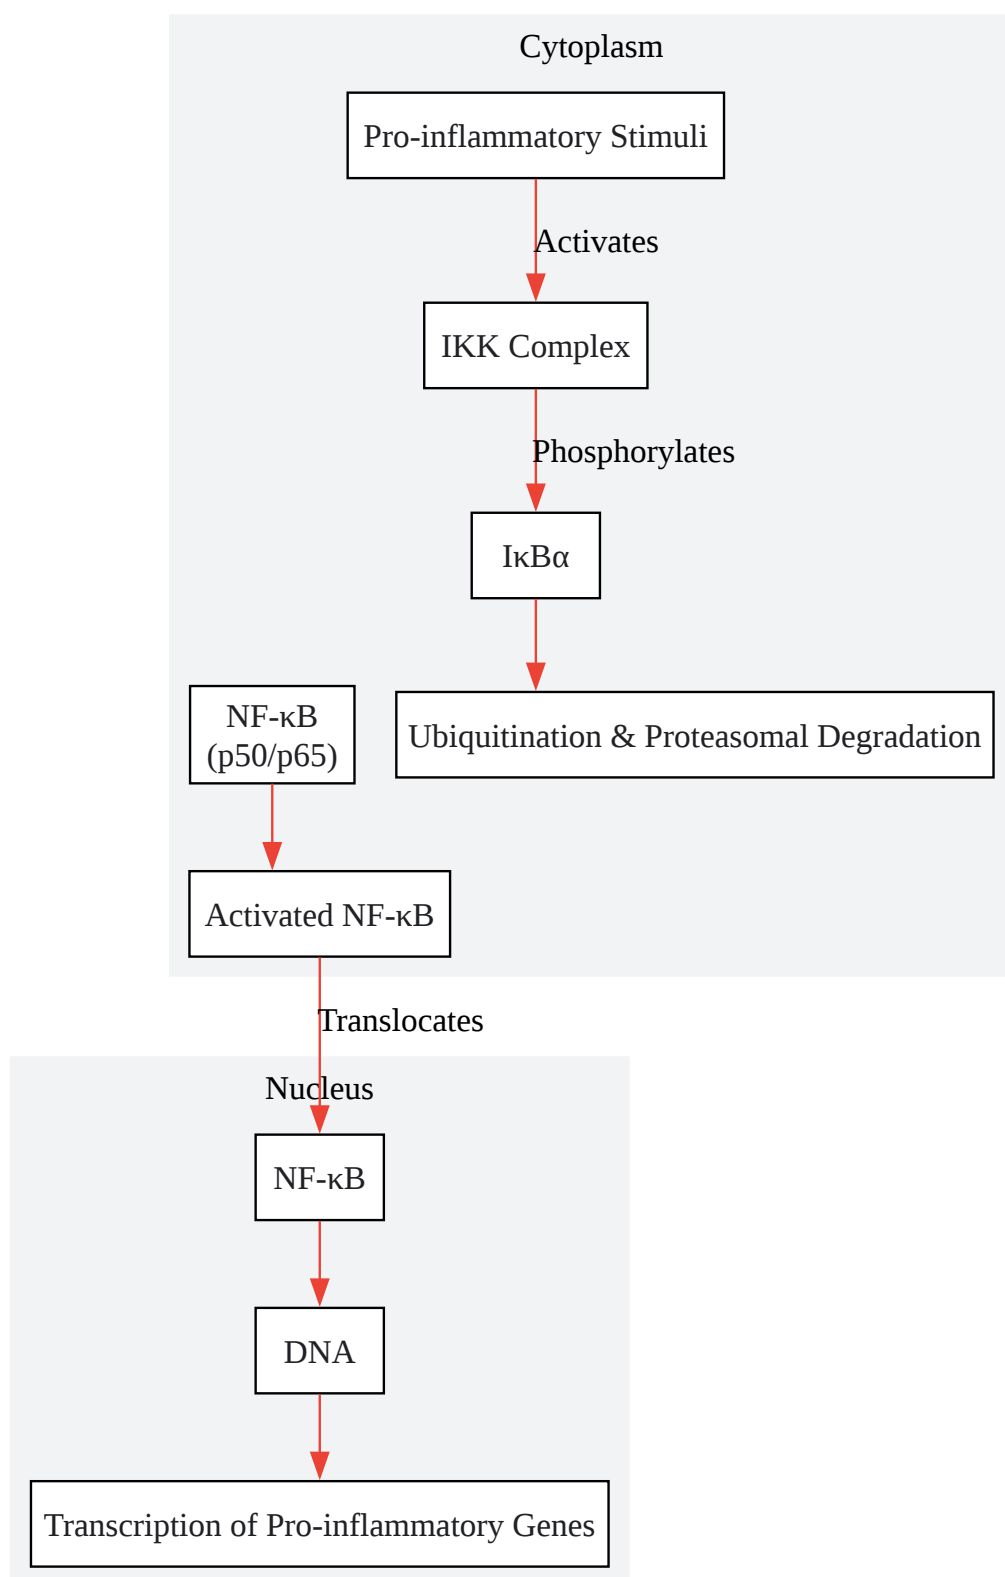 Cytoplasm
Pro-inflammatory Stimuli
Activates
IKK Complex
Phosphorylates
IκBα
Ubiquitination & Proteasomal Degradation
NF-κB
(p50/p65)
Activated NF-κB
Translocates
Nucleus
NF-κB
DNA
Transcription of Pro-inflammatory Genes